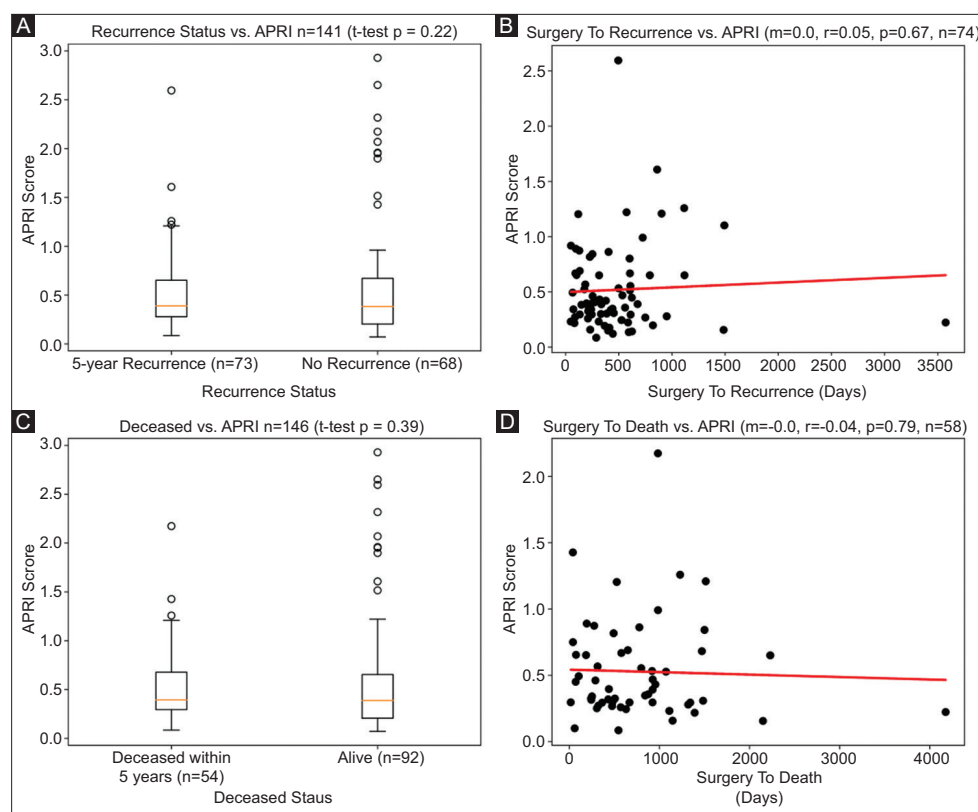 A
Recurrence Status vs. APRI n=141 (t-test p = 0.22)
3.0
2.5
2.0
1.5
1.0
0.5
0.0
APRI Scrore
5-year Recurrence (n=73)
No Recurrence (n=68)
Recurrence Status
B
Surgery To Recurrence vs. APRI (m=0.0, r=0.05, p=0.67, n=74)
2.5
2.0
1.5
1.0
0.5
0.0
APRI Scrore
0 500 1000 1500 2000 2500 3000 3500
Surgery To Recurrence (Days)
C
Deceased vs. APRI n=146 (t-test p = 0.39)
3.0
2.5
2.0
1.5
1.0
0.5
0.0
APRI Scrore
Deceased within
5 years (n=54)
Alive (n=92)
Deceased Staus
D
Surgery To Death vs. APRI (m=-0.0, r=-0.04, p=0.79, n=58)
2.0
1.5
1.0
0.5
0.0
APRI Scrore
0 1000 2000 3000 4000
Surgery To Death
(Days)